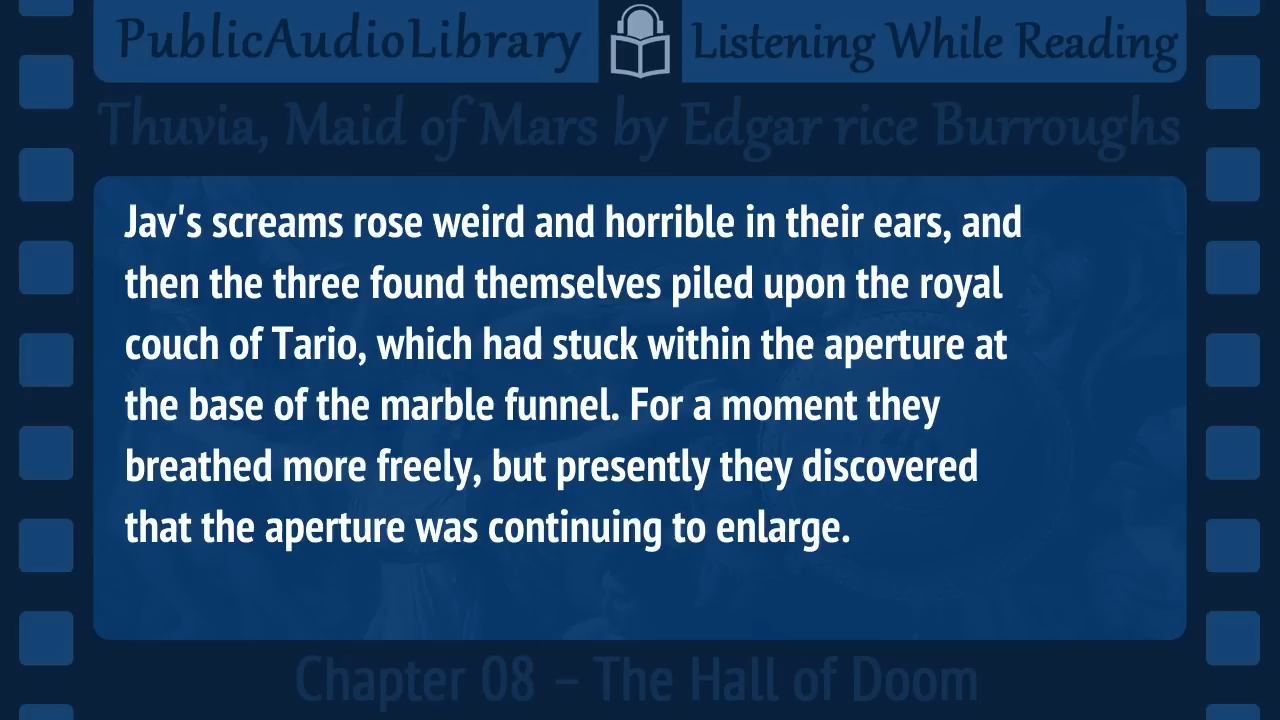 PublicAudioLibrary Listening While Reading
Thuvia, Maid of Mars by Edgar rice Burroughs
Jav's screams rose weird and horrible in their ears, and
then the three found themselves piled upon the royal
couch of Tario, which had stuck within the aperture at
the base of the marble funnel. For a moment they
breathed more freely, but presently they discovered
that the aperture was continuing to enlarge.
Chapter 08 – The Hall of Doom